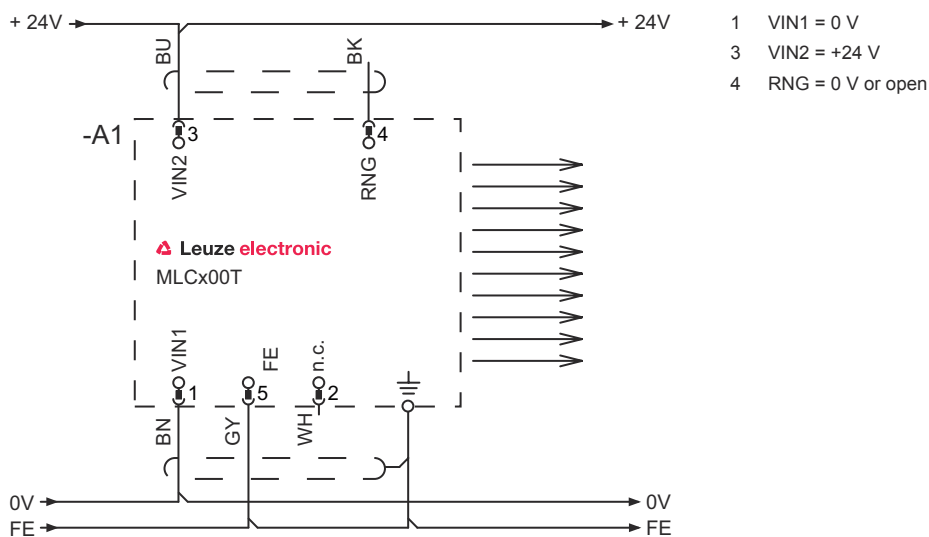 + 24V
+ 24V
1 VIN1 = 0 V
3 VIN2 = +24 V
4 RNG = 0 V or open
BU
BK
-A1
3
4
VIN2
RNG
Leuze electronic
MLCx00T
VIN1
FE
n.c.
1
5
2
BN
GY
WH
0V
0V
FE
FE